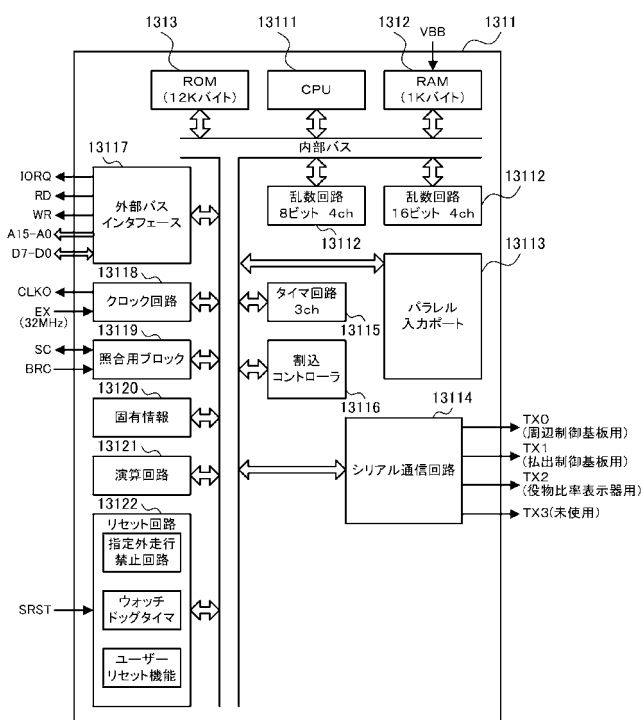 1313
13111
1312
VBB
1311
ROM
(12Kバイト)
CPU
RAM
(1Kバイト)
内部バス
13117
IORQ
RD
WR
A15-A0
D7-D0
外部バス
インタフェース
乱数回路
8ビット 4ch
13112
乱数回路
16ビット 4ch
13112
13113
13118
CLKO
EX
(32MHz)
クロック回路
タイマ回路
3ch
13115
パラレル
入力ポート
13119
SC
BRC
照合用ブロック
割込
コントローラ
13116
13120
固有情報
13114
シリアル通信回路
TX0
(周辺制御基板用)
TX1
(払出制御基板用)
TX2
(役物比率表示器用)
TX3(未使用)
13121
演算回路
13122
リセット回路
指定外走行
禁止回路
SRST
ウォッチ
ドッグタイマ
ユーザー
リセット機能